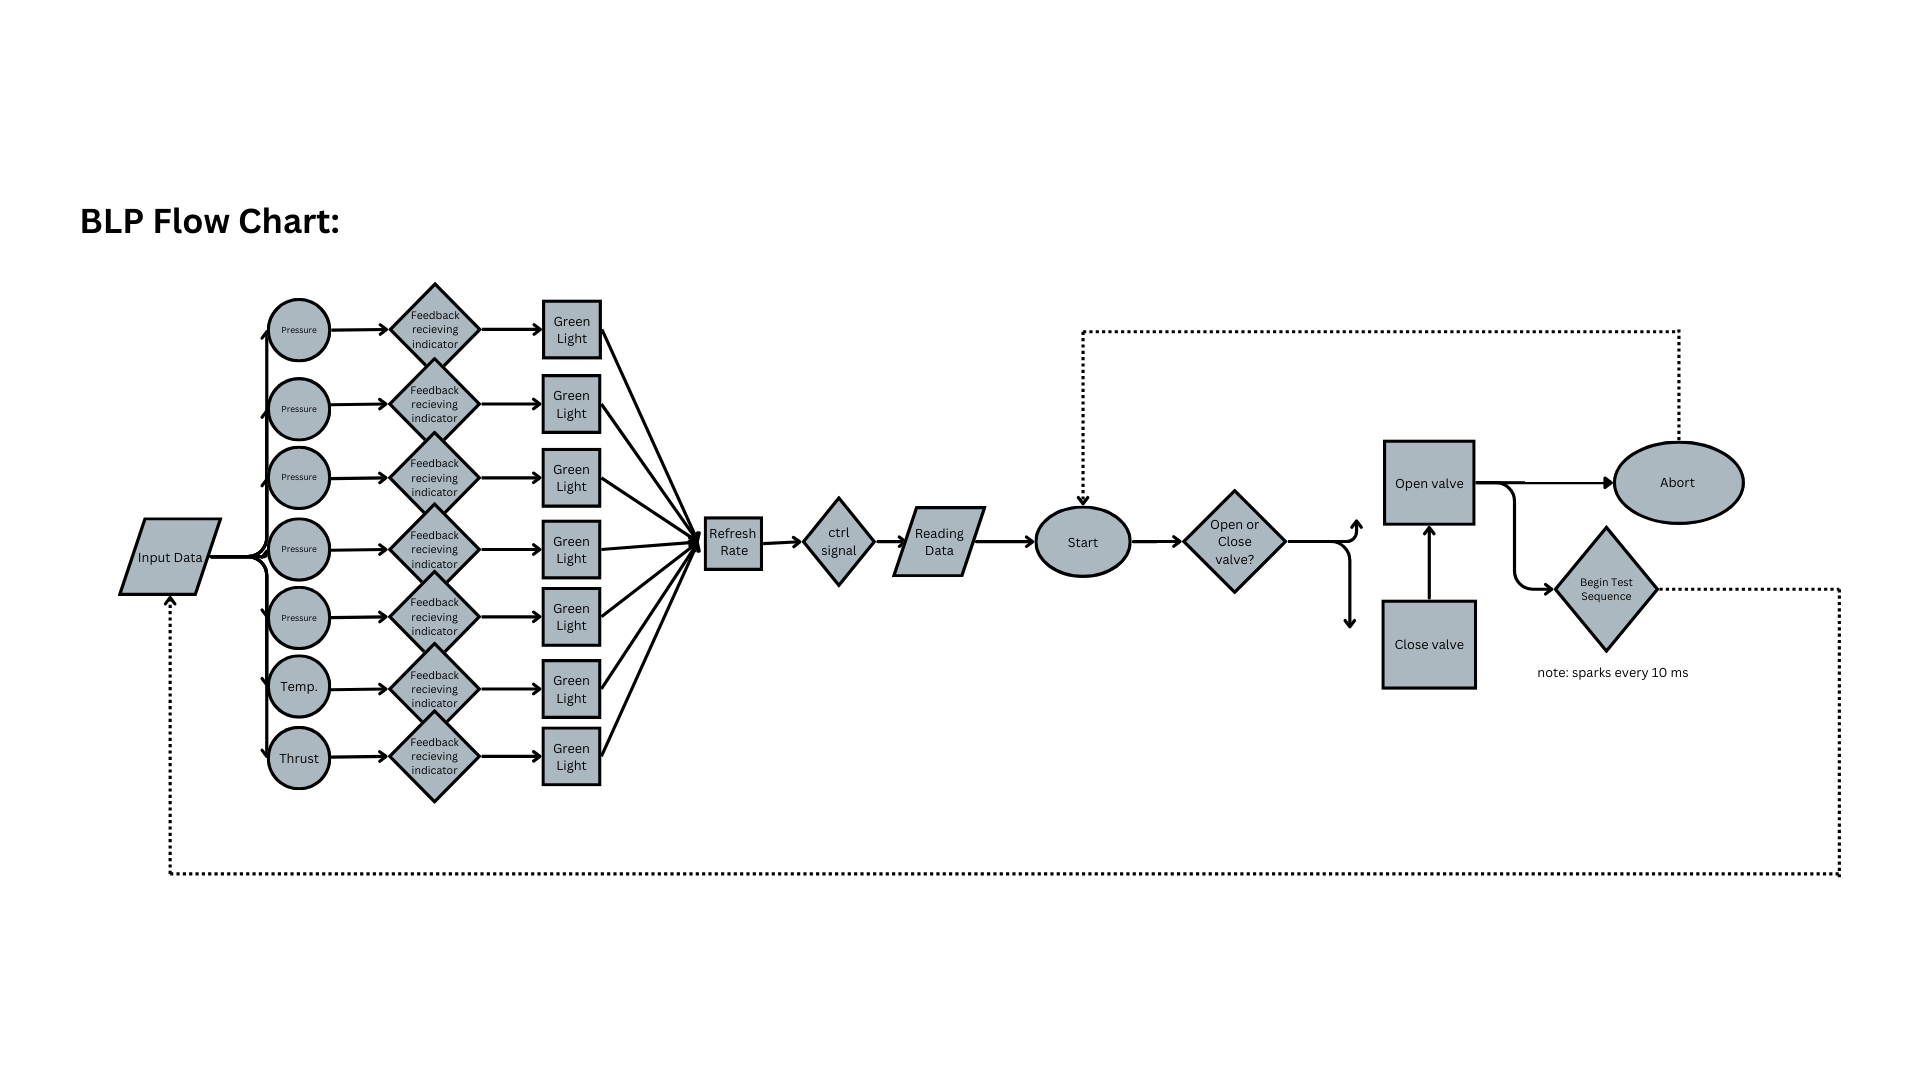 BLP Flow Chart:
Input Data
Pressure
Pressure
Pressure
Pressure
Pressure
Temp.
Thrust
Feedback
recieving
indicator
Feedback
recieving
indicator
Feedback
recieving
indicator
Feedback
recieving
indicator
Feedback
recieving
indicator
Feedback
recieving
indicator
Feedback
recieving
indicator
Green
Light
Green
Light
Green
Light
Green
Light
Green
Light
Green
Light
Green
Light
Refresh
Rate
ctrl
signal
Reading
Data
Start
Open or
Close
valve?
Open valve
Close valve
Abort
Begin Test
Sequence
note: sparks every 10 ms